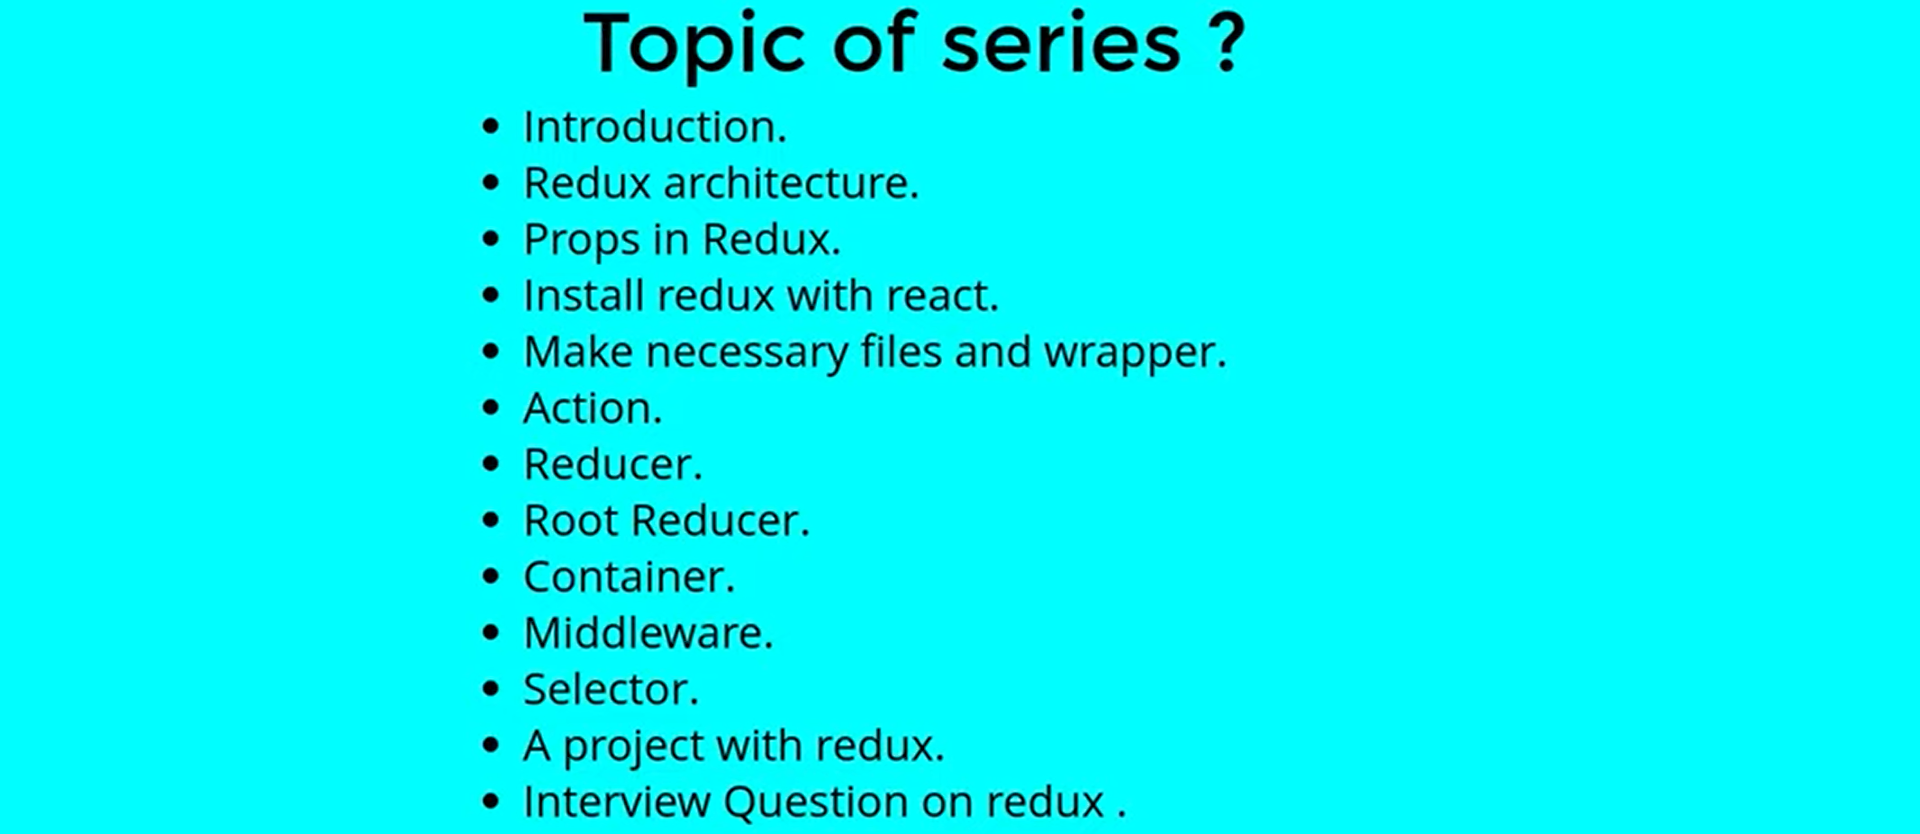 Topic of series ?
• Introduction.
• Redux architecture.
• Props in Redux.
• Install redux with react.
• Make necessary files and wrapper.
• Action.
• Reducer.
• Root Reducer.
• Container.
• Middleware.
• Selector.
• A project with redux.
• Interview Question on redux .